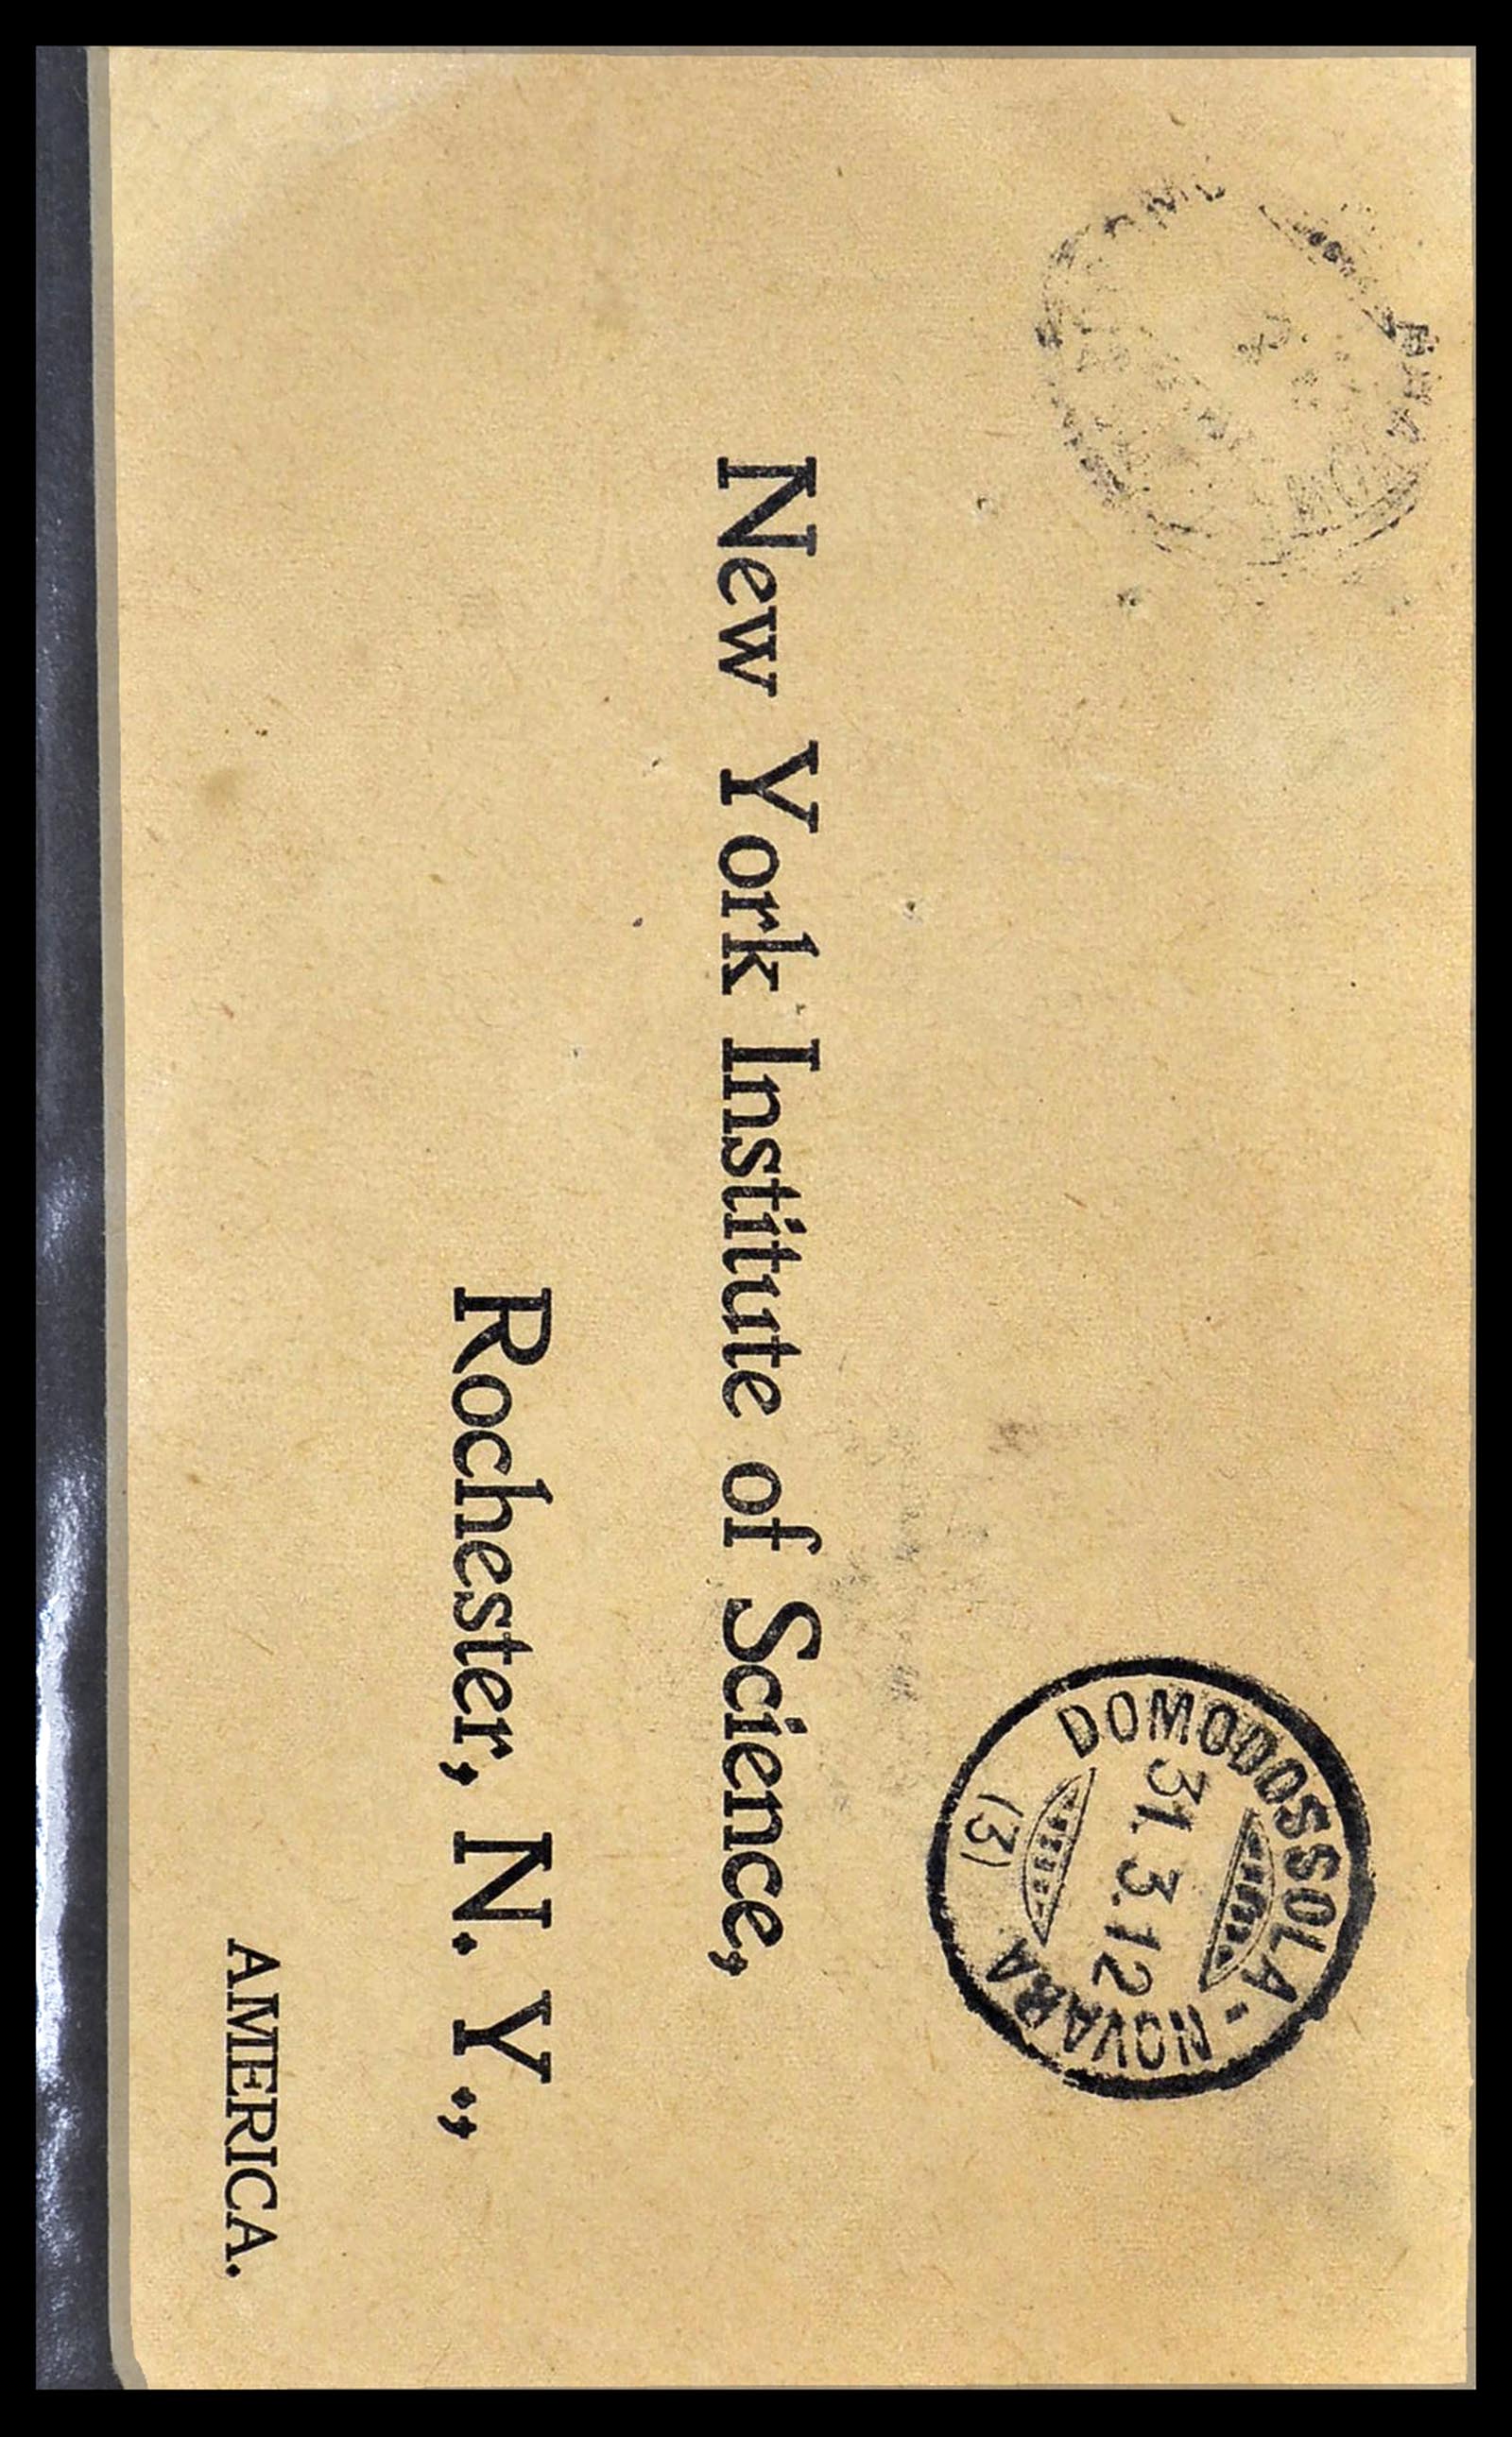 DOMODOSSOLA - NOVARA
31.3.12
(3)
New York Institute of Science,
Rochester, N. Y.,
AMERICA.